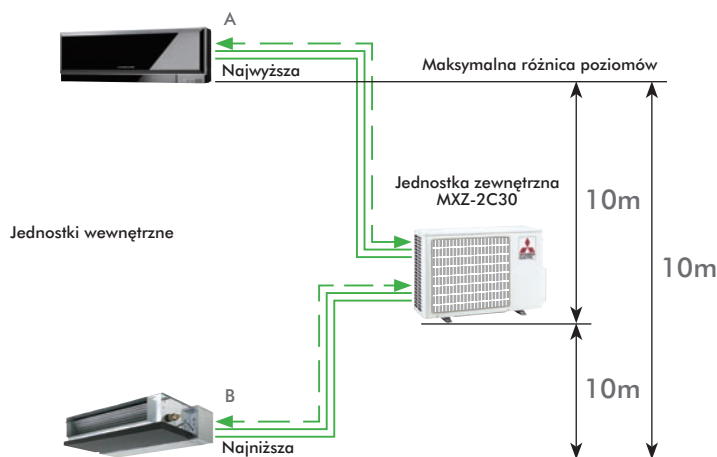 A
Najwyższa
Maksymalna różnica poziomów
Jednostka zewnętrzna
MXZ-2C30
10m
Jednostki wewnętrzne
10m
10m
B
Najniższa